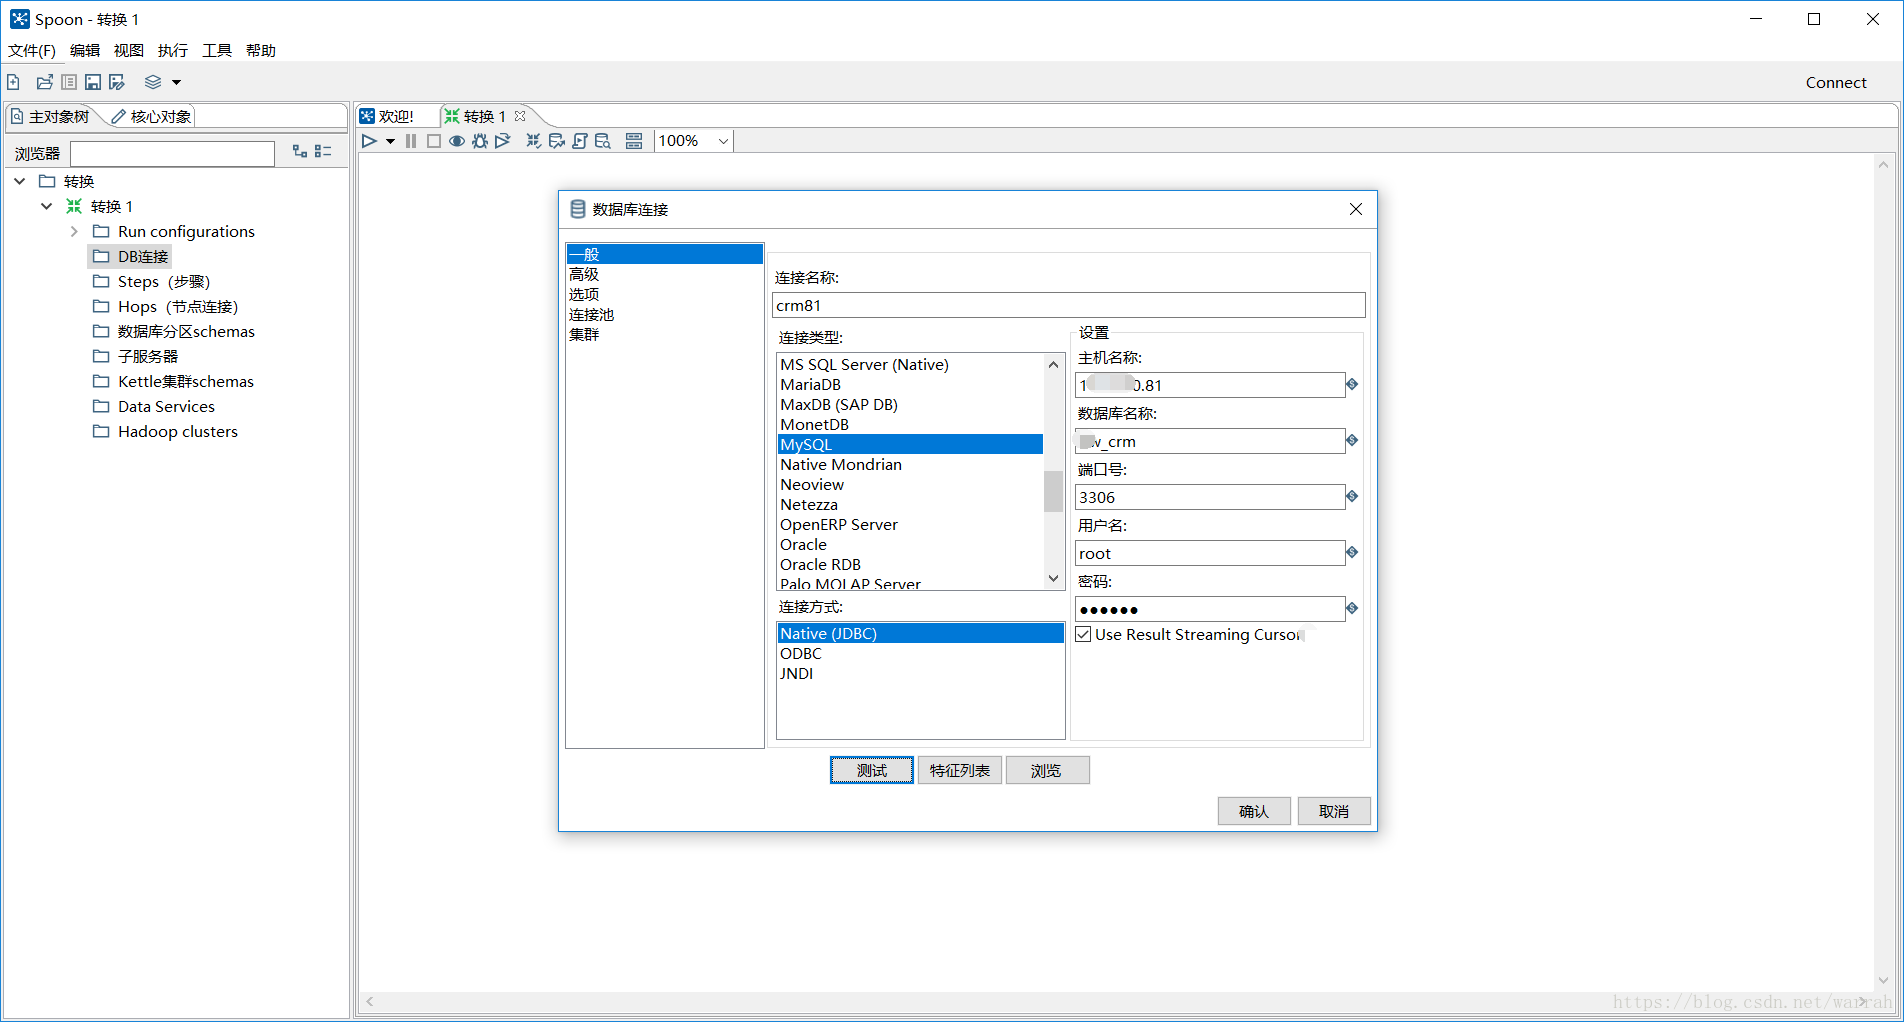 Spoon - 转换 1
文件(F) 编辑 视图 执行 工具 帮助
Connect
主对象树 核心对象
欢迎! 转换 1
100%
浏览器
转换
转换 1
Run configurations
DB连接
Steps（步骤）
Hops（节点连接）
数据库分区schemas
子服务器
Kettle集群schemas
Data Services
Hadoop clusters
数据库连接
一般
高级
选项
连接池
集群
连接名称:
crm81
连接类型:
MS SQL Server (Native)
MariaDB
MaxDB (SAP DB)
MonetDB
MySQL
Native Mondrian
Neoview
Netezza
OpenERP Server
Oracle
Oracle RDB
Palo MOLAP Server
连接方式:
Native (JDBC)
ODBC
JNDI
设置
主机名称:
1 0.81
数据库名称:
w_crm
端口号:
3306
用户名:
root
密码:
●●●●●●
Use Result Streaming Cursor
测试 特征列表 浏览
确认 取消
https://blog.csdn.net/warrah